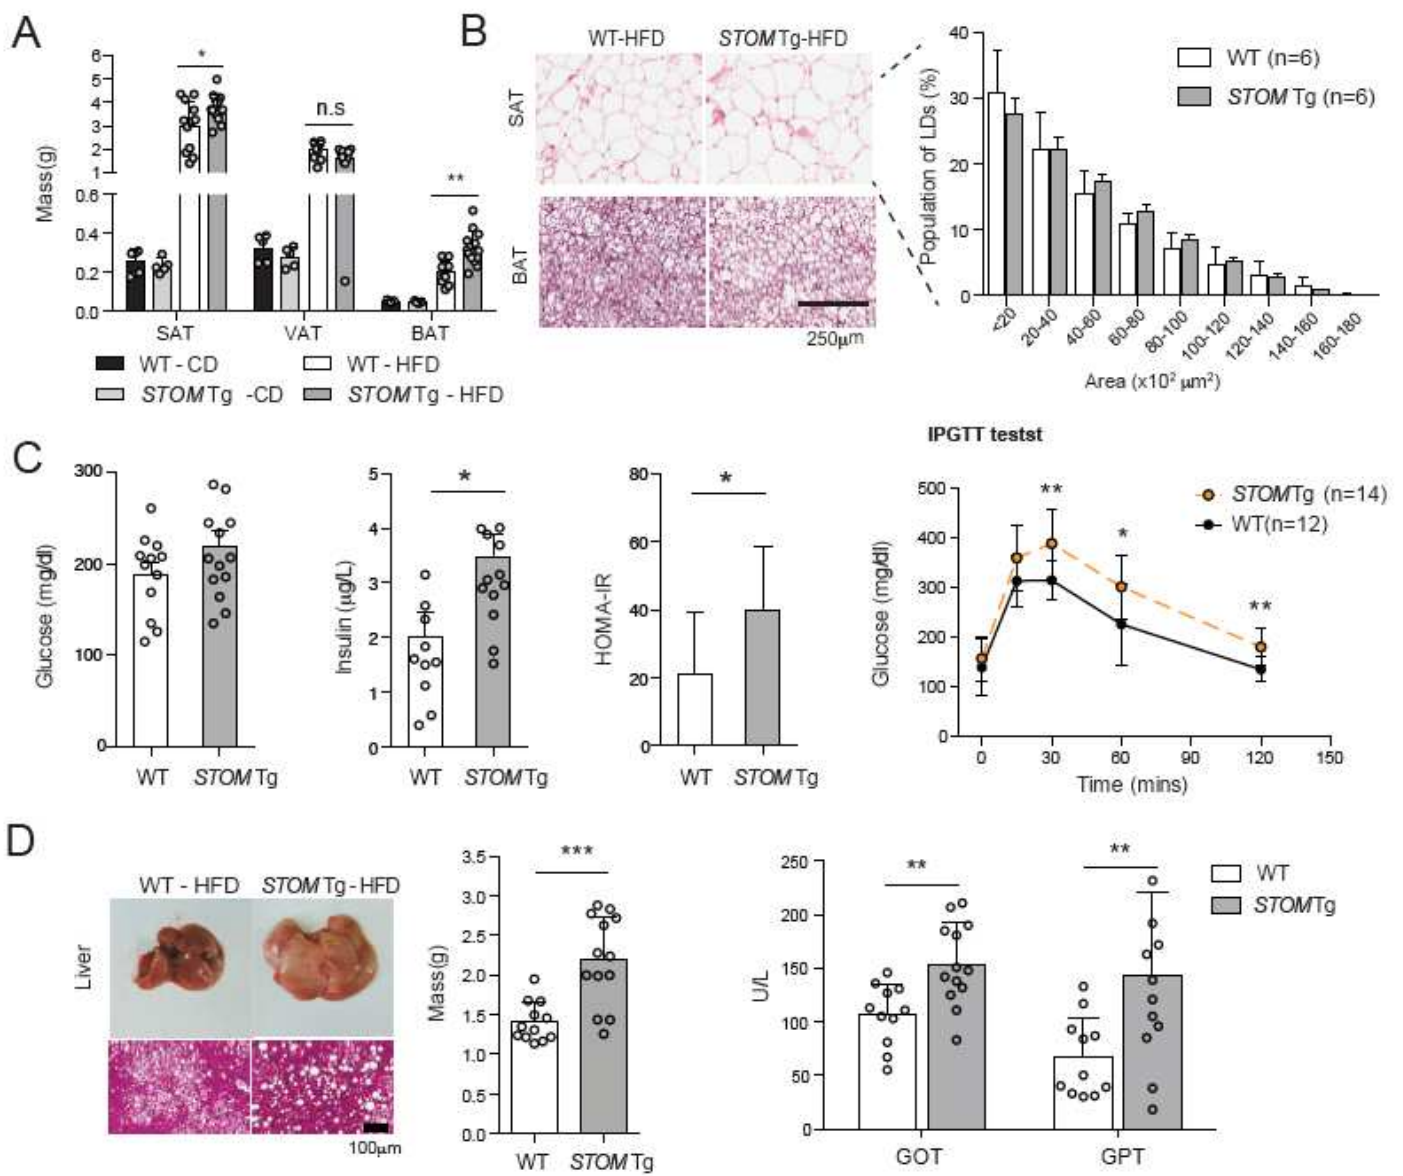 A
6
5
4
3
2
1
0.6
0.4
0.2
0.0
Mass(g)
*
n.s
**
SAT
VAT
BAT
WT - CD
WT - HFD
STOM Tg -CD
STOM Tg - HFD
B
WT-HFD
STOM Tg-HFD
SAT
BAT
250μm
40
30
20
10
0
Population of LDs (%)
WT (n=6)
STOM Tg (n=6)
<20
20-40
40-60
60-80
80-100
100-120
120-140
140-160
160-180
Area (x10² μm²)
C
300
200
100
0
Glucose (mg/dl)
WT
STOM Tg
5
4
3
2
1
0
Insulin (μg/L)
*
WT
STOM Tg
80
60
40
20
0
HOMA-IR
*
WT
STOM Tg
IPGTT testst
500
400
300
200
100
0
Glucose (mg/dl)
**
*
**
STOMTg (n=14)
WT(n=12)
0
30
60
90
120
150
Time (mins)
D
WT - HFD
STOM Tg - HFD
Liver
100μm
3.5
3.0
2.5
2.0
1.5
1.0
0.5
0.0
Mass(g)
***
WT
STOM Tg
250
200
150
100
50
0
U/L
**
**
WT
STOMTg
GOT
GPT